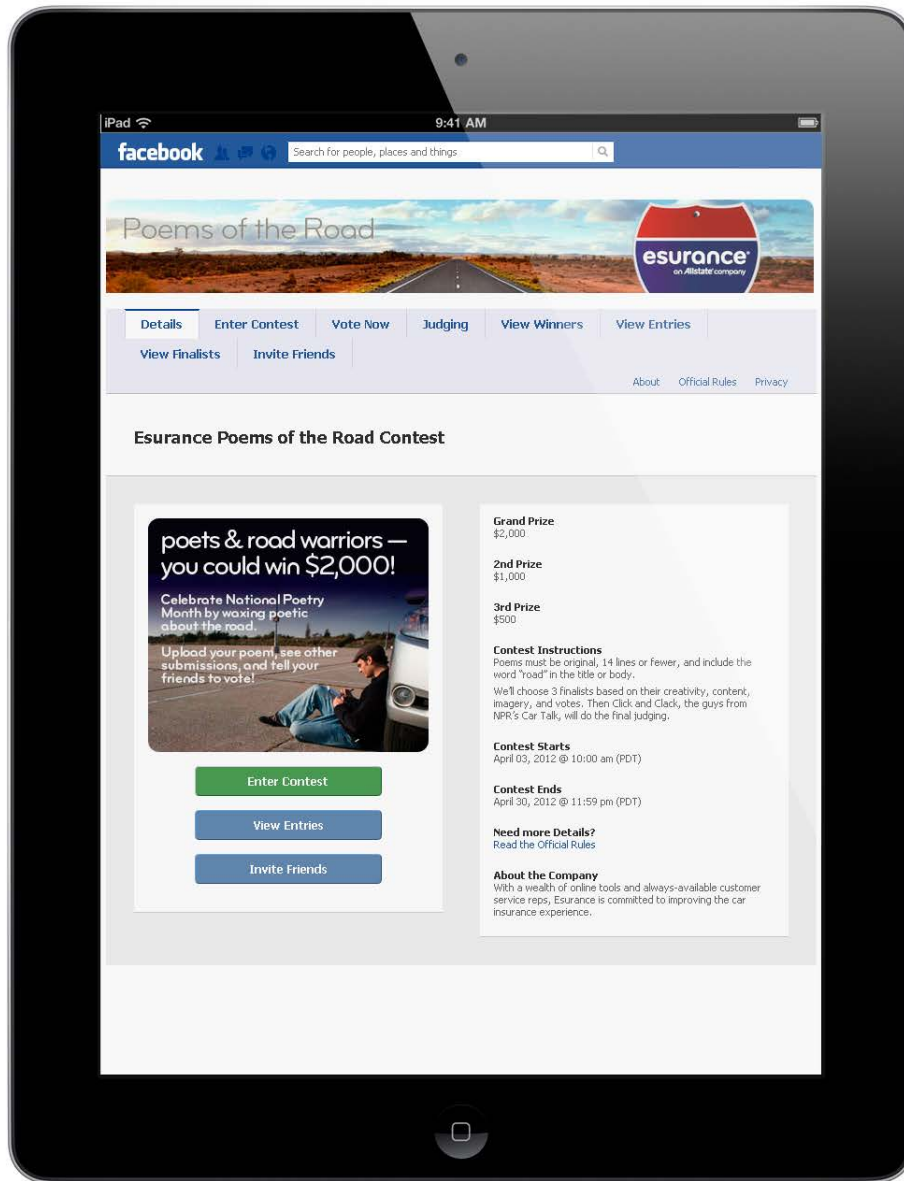 iPad
9:41 AM
facebook
Search for people, places and things
Poems of the Road
esurance®
an Allstate® company
Details Enter Contest Vote Now Judging View Winners View Entries
View Finalists Invite Friends
About Official Rules Privacy
Esurance Poems of the Road Contest
poets & road warriors —
you could win $2,000!
Celebrate National Poetry
Month by waxing poetic
about the road.
Upload your poem, see other
submissions, and tell your
friends to vote!
Enter Contest
View Entries
Invite Friends
Grand Prize
$2,000
2nd Prize
$1,000
3rd Prize
$500
Contest Instructions
Poems must be original, 14 lines or fewer, and include the
word "road" in the title or body.
We'll choose 3 finalists based on their creativity, content,
imagery, and votes. Then Click and Clack, the guys from
NPR's Car Talk, will do the final judging.
Contest Starts
April 03, 2012 @ 10:00 am (PDT)
Contest Ends
April 30, 2012 @ 11:59 pm (PDT)
Need more Details?
Read the Official Rules
About the Company
With a wealth of online tools and always-available customer
service reps, Esurance is committed to improving the car
insurance experience.